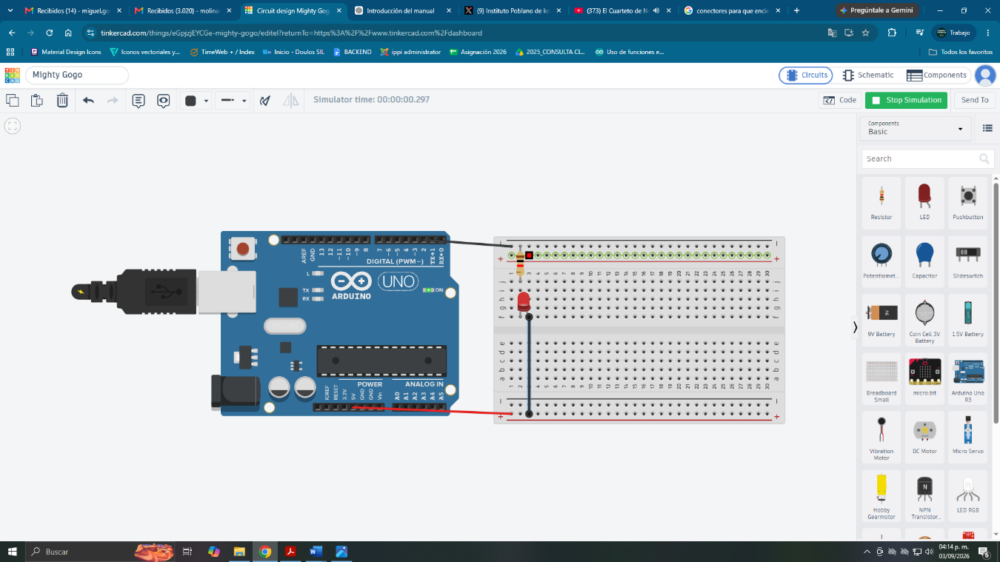 Recibidos (14) - miguel.go
Recibidos (3.020) - molina
Circuit design Mighty Gog
Introducción del manual
(9) Instituto Poblano de lo
(373) El Cuarteto de N
conectores para que encie
Pregúntale a Gemini
tinkercad.com/things/eGpjzjEYCGe-mighty-gogo/editel?returnTo=https%3A%2F%2Fwww.tinkercad.com%2Fdashboard
Trabajo
Material Design Icons
Iconos vectoriales y...
TimeWeb + / Index
Inicio - Doulos SIL
BACKEND
ippi administrator
Asignación 2026
2025_CONSULTA CI...
Uso de funciones e...
Todos los favoritos
TIN
KER
CAD
Mighty Gogo
Circuits
Schematic
Components
Simulator time: 00:00:00.297
Code
Stop Simulation
Send To
Components
Basic
Search
Resistor
LED
Pushbutton
Potentiomet...
Capacitor
Slideswitch
9V Battery
Coin Cell 3V Battery
1.5V Battery
Breadboard Small
micro:bit
Arduino Uno R3
Vibration Motor
DC Motor
Micro Servo
Hobby Gearmotor
NPN Transistor...
LED RGB
AREF
GND
13
12
~11
~10
~9
8
7
~6
~5
4
~3
2
TX→1
RX←0
DIGITAL (PWM~)
L
TX
RX
ARDUINO
UNO
ON
POWER
ANALOG IN
IOREF
RESET
3.3V
5V
GND
GND
Vin
A0
A1
A2
A3
A4
A5
1 2 3 4 5 6 7 8 9 10 11 12 13 14 15 16 17 18 19 20 21 22 23 24 25 26 27 28 29 30
j
i
h
g
f
e
d
c
b
a
Buscar
04:14 p. m.
03/09/2026
6